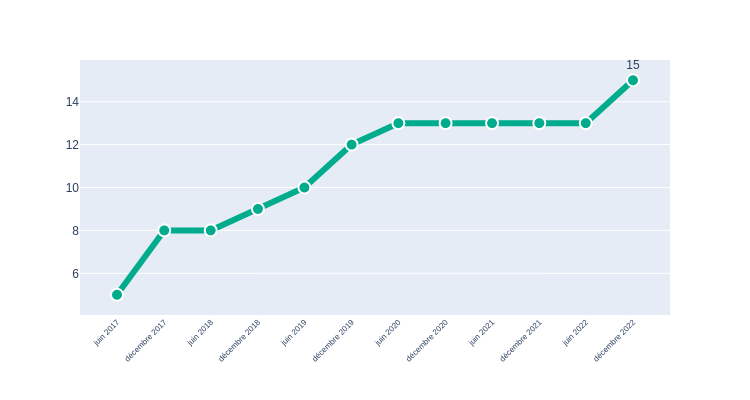 15
14
12
10
8
6
juin 2017
décembre 2017
juin 2018
décembre 2018
juin 2019
décembre 2019
juin 2020
décembre 2020
juin 2021
décembre 2021
juin 2022
décembre 2022